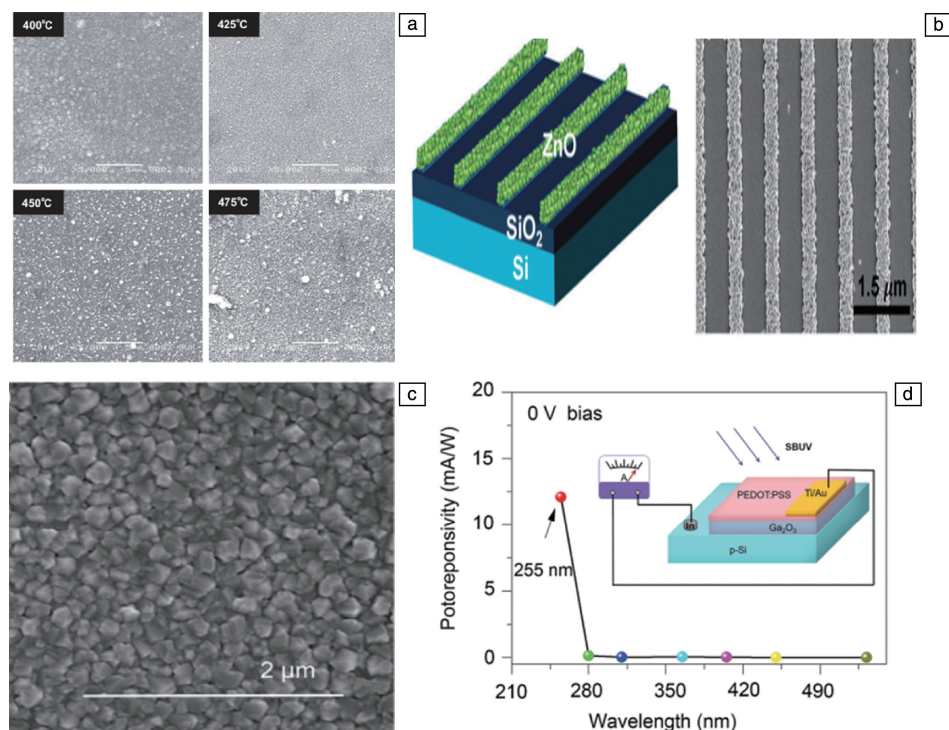 400°C
425°C
a
450°C
475°C
ZnO
SiO₂
Si
b
1.5 μm
c
2 μm
d
0 V bias
SBUV
A
PEDOT:PSS
Ti/Au
In
Ga₂O₃
p-Si
255 nm
Potoreponsivity (mA/W)
20
15
10
5
0
210
280
350
420
490
Wavelength (nm)